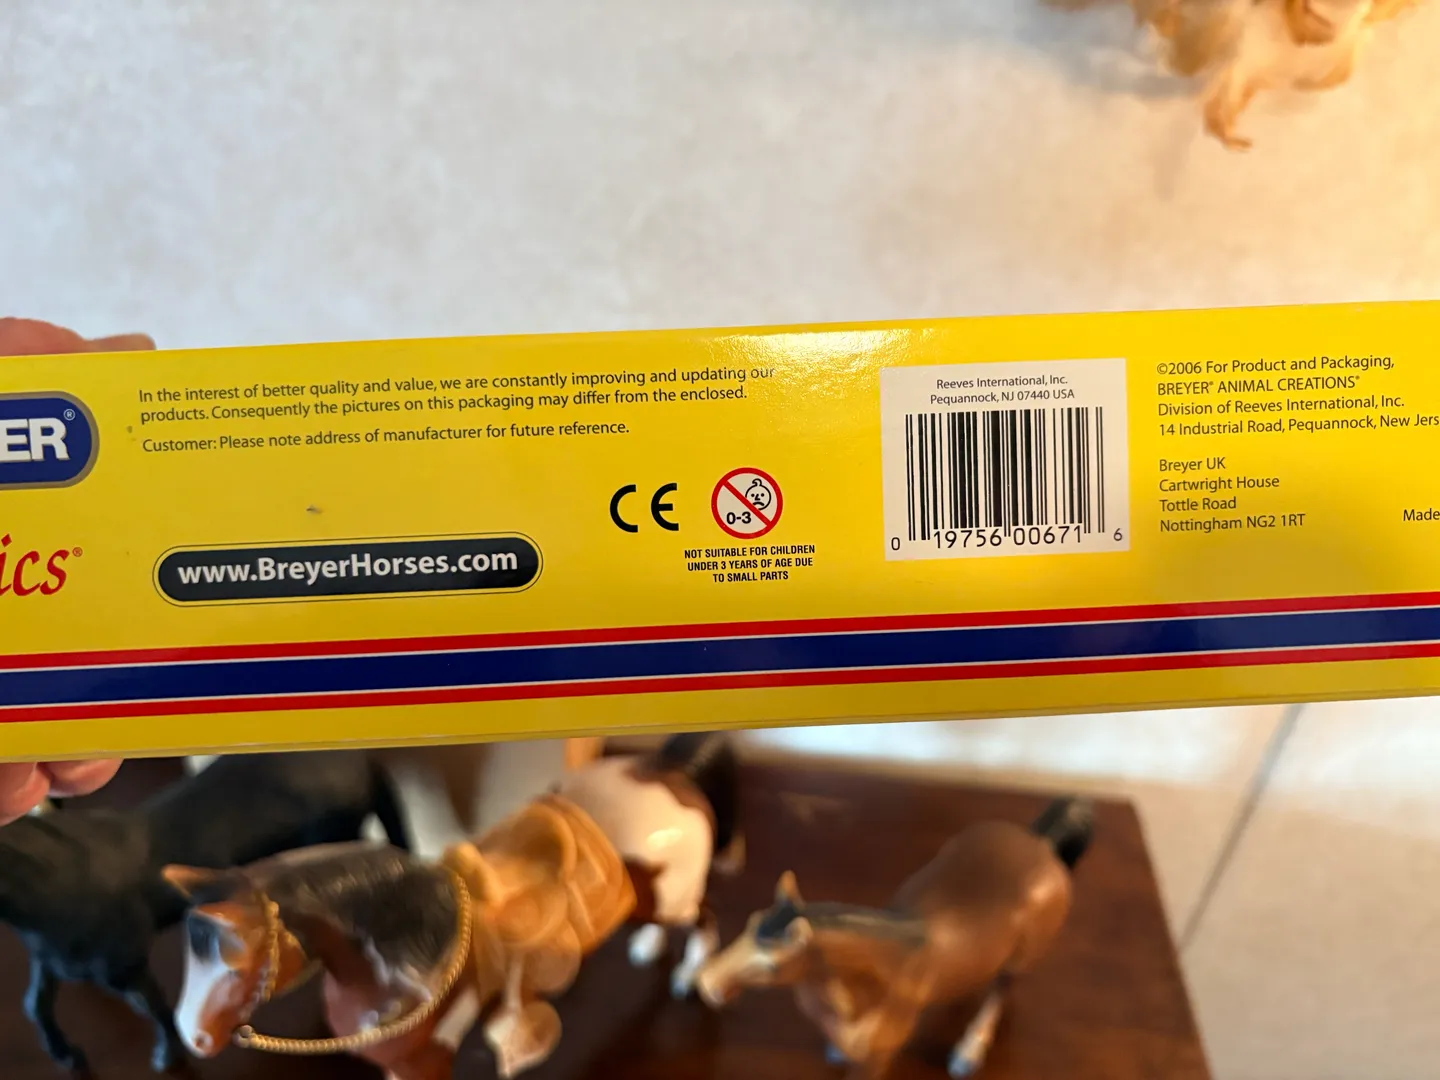 ER®
ics®
In the interest of better quality and value, we are constantly improving and updating our
products. Consequently the pictures on this packaging may differ from the enclosed.
Customer: Please note address of manufacturer for future reference.
www.BreyerHorses.com
CE
0-3
NOT SUITABLE FOR CHILDREN
UNDER 3 YEARS OF AGE DUE
TO SMALL PARTS
Reeves International, Inc.
Pequannock, NJ 07440 USA
0 19756 00671 6
©2006 For Product and Packaging,
BREYER® ANIMAL CREATIONS®
Division of Reeves International, Inc.
14 Industrial Road, Pequannock, New Jers
Breyer UK
Cartwright House
Tottle Road
Nottingham NG2 1RT
Made